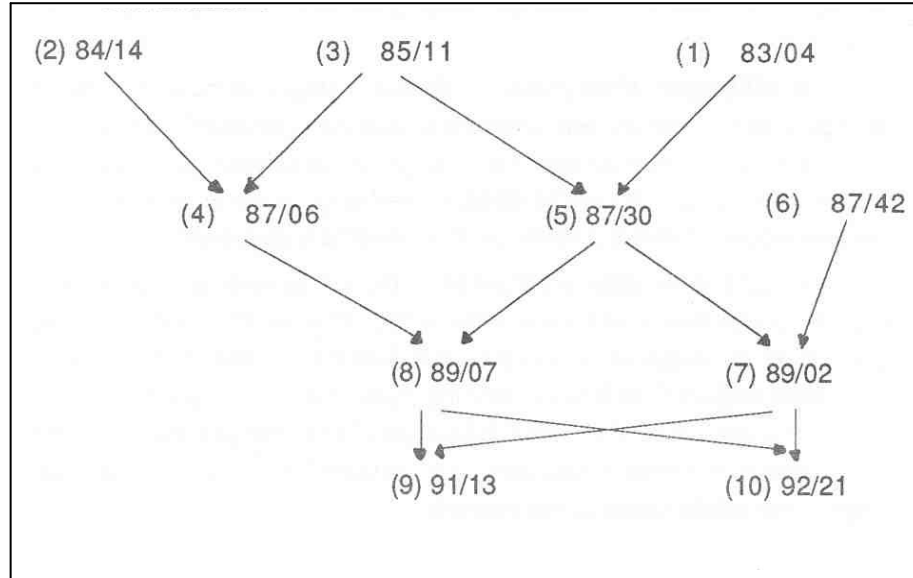 (2) 84/14 (3) 85/11 (1) 83/04
(4) 87/06 (5) 87/30 (6) 87/42
(8) 89/07 (7) 89/02
(9) 91/13 (10) 92/21